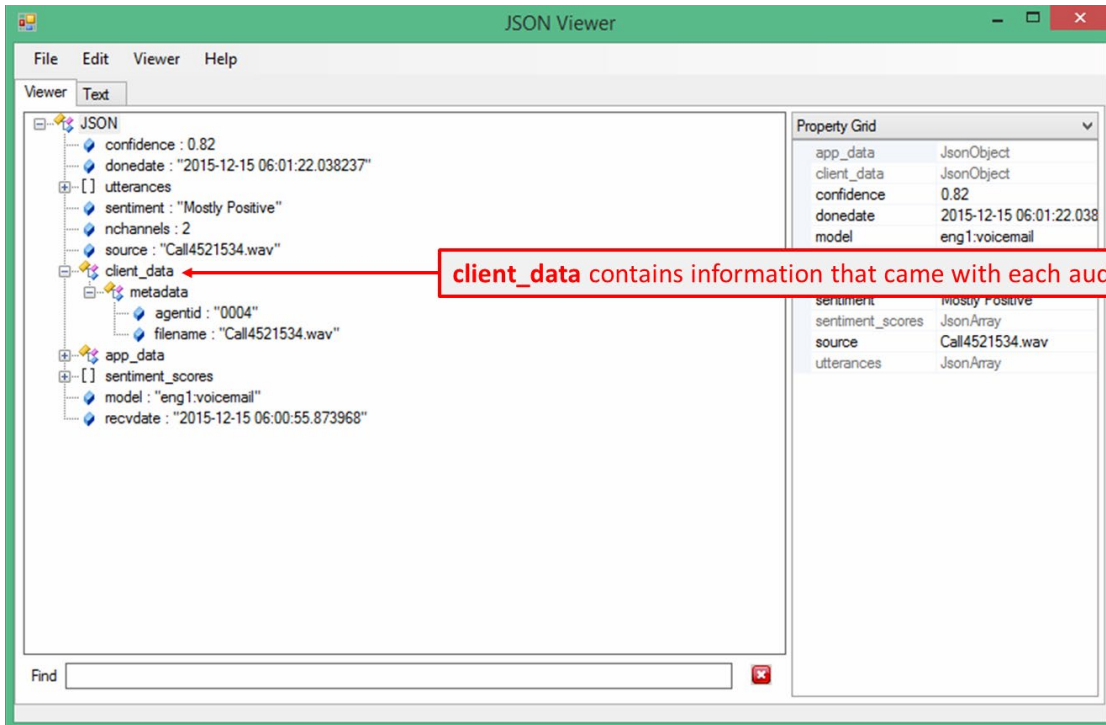 JSON Viewer
File Edit Viewer Help
Viewer Text
JSON
confidence : 0.82
donedate : "2015-12-15 06:01:22.038237"
[] utterances
sentiment : "Mostly Positive"
nchannels : 2
source : "Call4521534.wav"
client_data
metadata
agentid : "0004"
filename : "Call4521534.wav"
app_data
[] sentiment_scores
model : "eng1:voicemail"
recvdate : "2015-12-15 06:00:55.873968"
client_data contains information that came with each
Property Grid
app_data JsonObject
client_data JsonObject
confidence 0.82
donedate 2015-12-15 06:01:22.038
model eng1:voicemail
sentiment Mostly Positive
sentiment_scores JsonArray
source Call4521534.wav
utterances JsonArray
Find